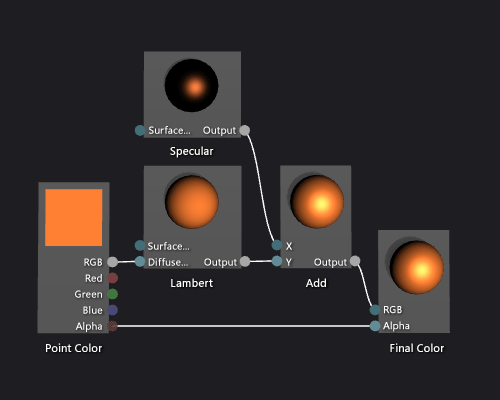 Surface... Output
Specular
Surface...
Diffuse... Output
Lambert
X
Y Output
Add
RGB
Red
Green
Blue
Alpha
Point Color
RGB
Alpha
Final Color